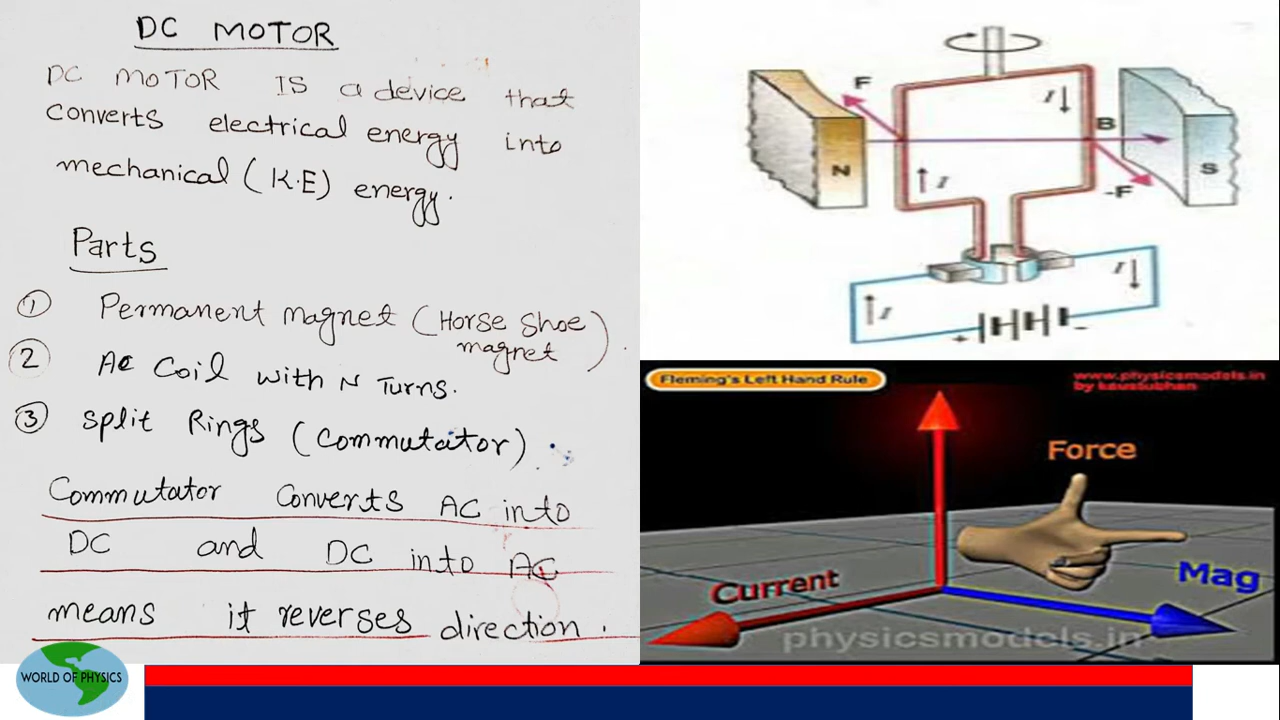 DC MOTOR
DC MOTOR IS a device that
converts electrical energy into
mechanical (K.E) energy.
Parts
① Permanent magnet (Horse Shoe
magnet).
② AC Coil with N Turns.
③ Split Rings (Commutator).
Commutator Converts AC into
DC and DC into AC
means it reverses direction.
WORLD OF PHYSICS
F
I
B
N
S
I
-F
I
I
+
-
Fleming's Left Hand Rule
www.physicsmodels.in
by kaustubhan
Force
Current
Mag
physicsmodels.in